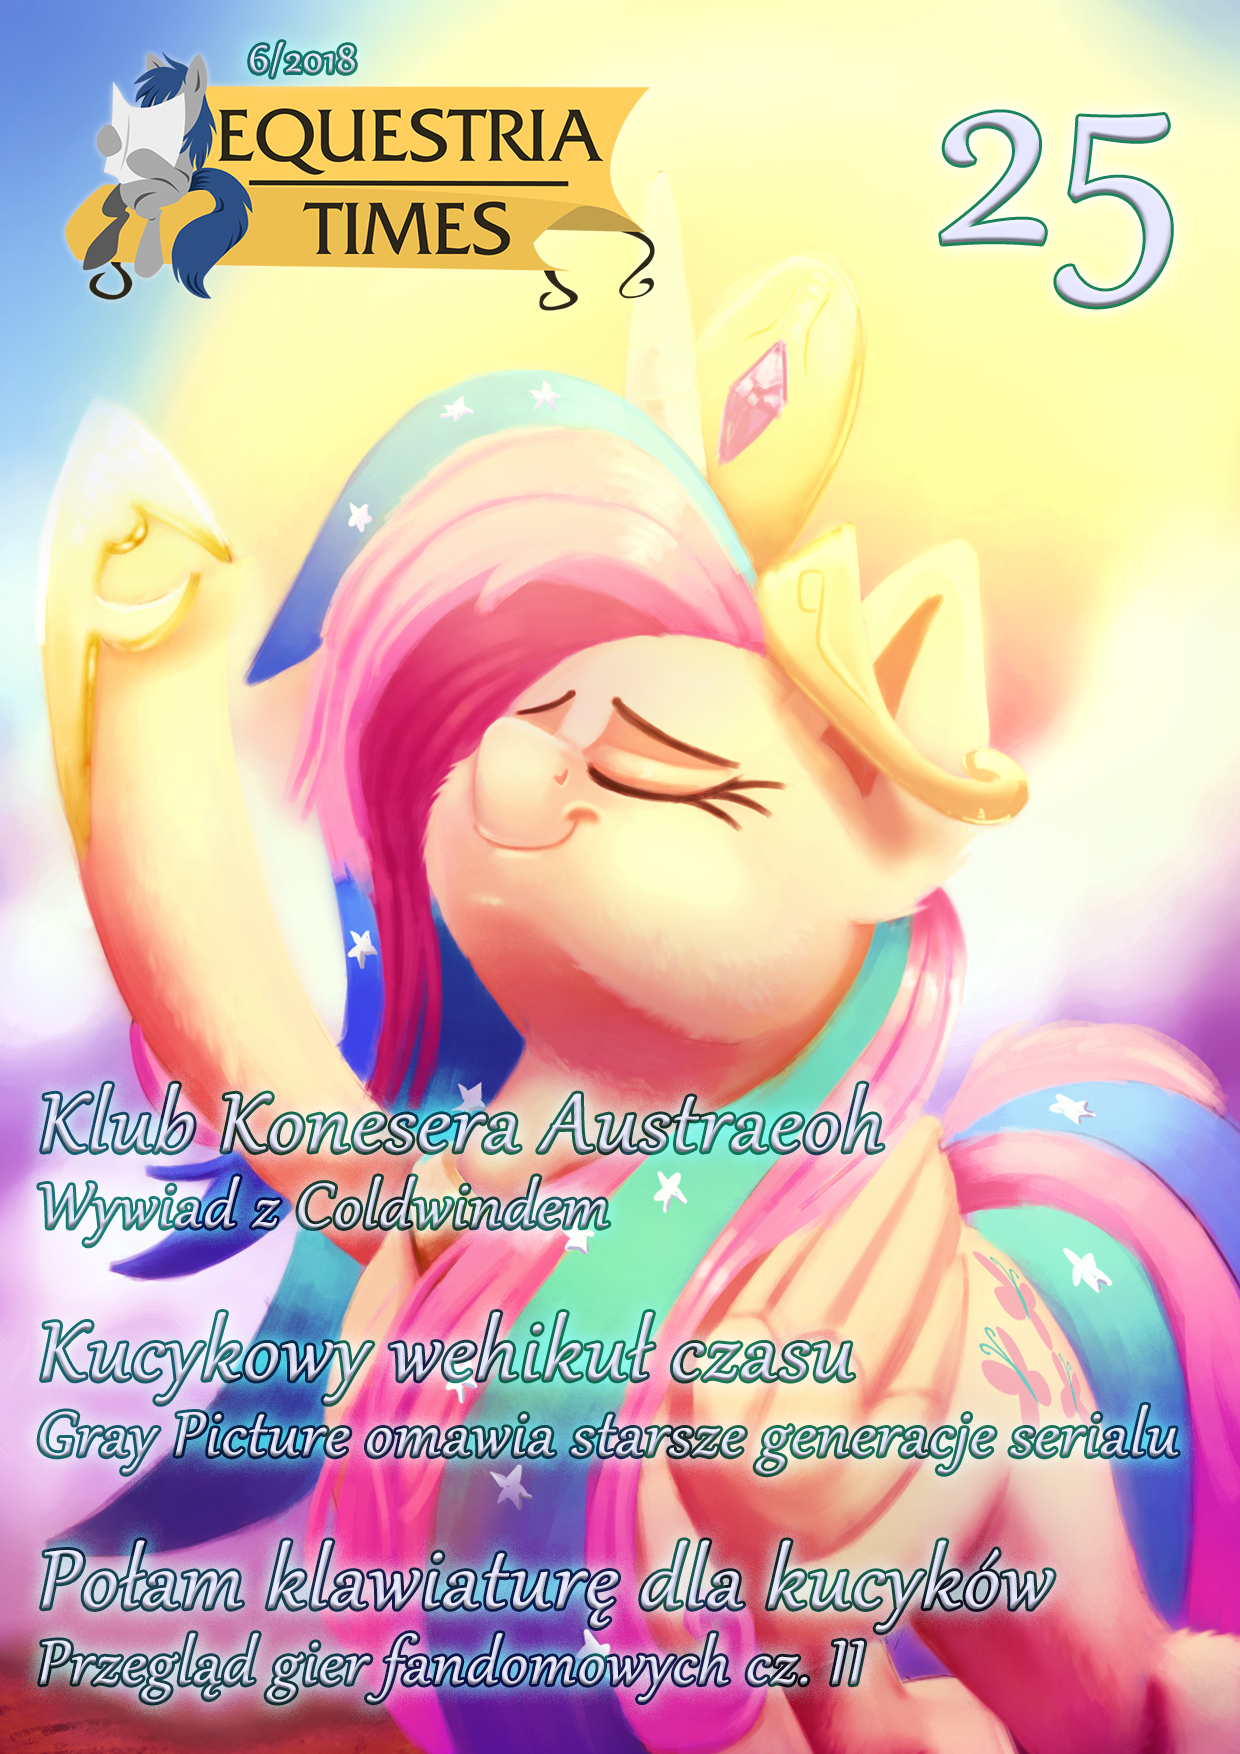 6/2018
EQUESTRIA
TIMES
25
Klub Konesera Austraeoh
Wywiad z Coldwindem
Kucykowy wehikuł czasu
Gray Picture omawia starsze generacje serialu
Połam klawiaturę dla kucyków
Przegląd gier fandomowych cz. 11